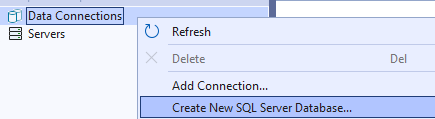 Data Connections
Servers
Refresh
Delete Del
Add Connection...
Create New SQL Server Database...